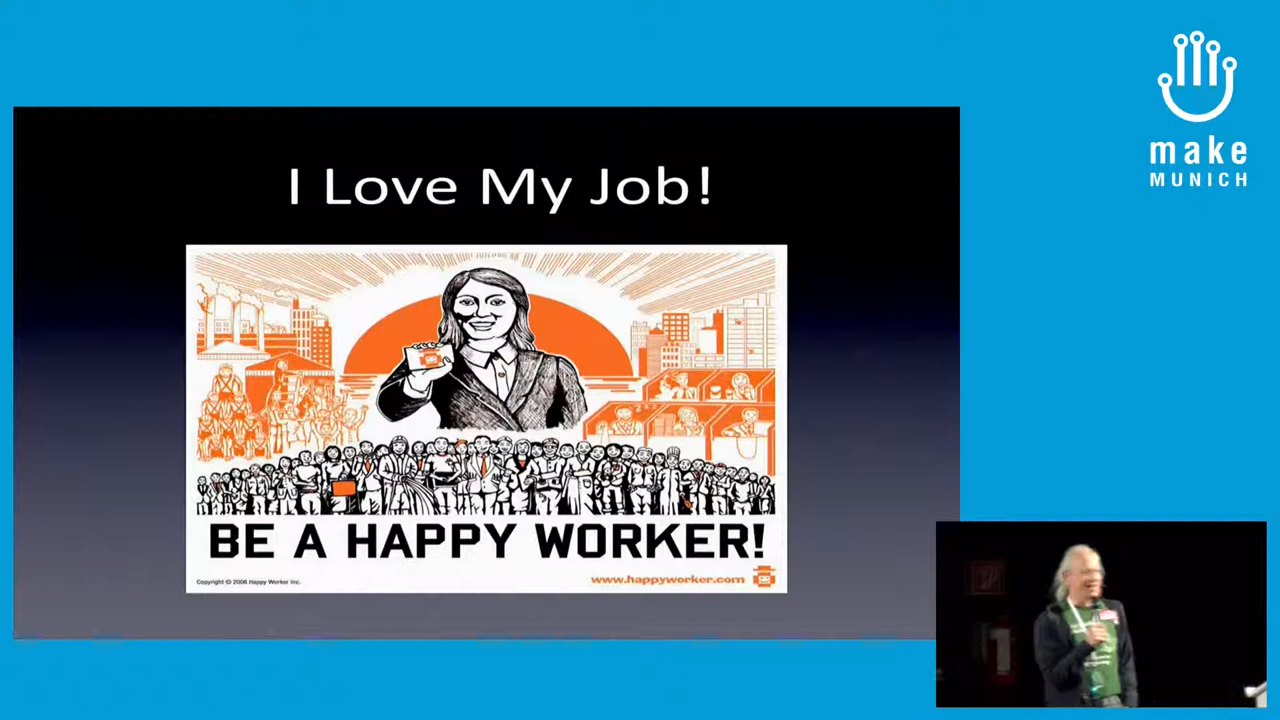 I Love My Job!
BE A HAPPY WORKER!
Copyright © 2006 Happy Worker Inc.
www.happyworker.com
make
MUNICH